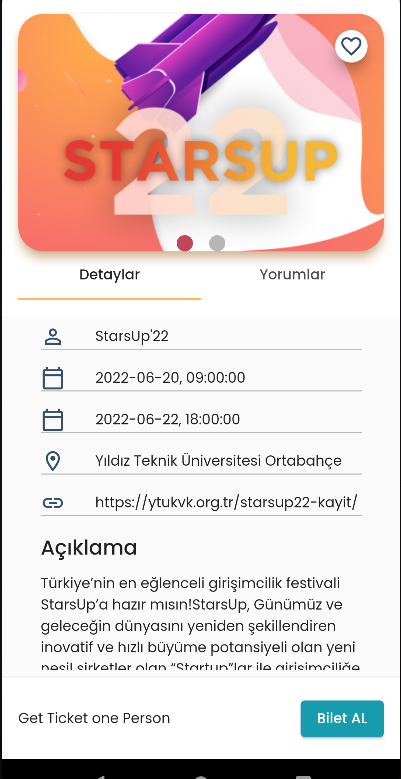 22
STARSUP
Detaylar
Yorumlar
StarsUp'22
2022-06-20, 09:00:00
2022-06-22, 18:00:00
Yıldız Teknik Üniversitesi Ortabahçe
https://ytukvk.org.tr/starsup22-kayit/
Açıklama
Türkiye’nin en eğlenceli girişimcilik festivali
StarsUp’a hazır mısın!StarsUp, Günümüz ve
geleceğin dünyasını yeniden şekillendiren
inovatif ve hızlı büyüme potansiyeli olan yeni
nesil şirketler olan “Startup”lar ile girişimciliğe
Get Ticket one Person
Bilet AL